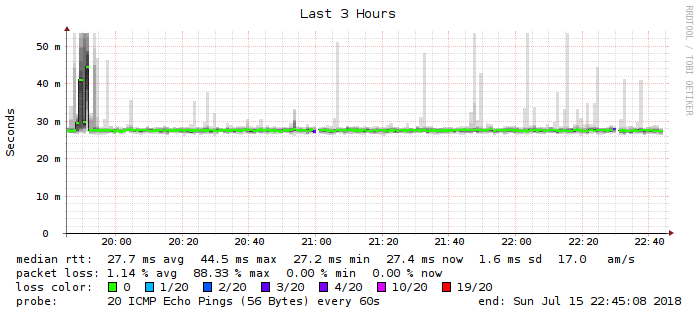 Last 3 Hours
RRDTOOL / TOBI OETIKER
Seconds
50 m
40 m
30 m
20 m
10 m
0
20:00 20:20 20:40 21:00 21:20 21:40 22:00 22:20 22:40
median rtt: 27.7 ms avg 44.5 ms max 27.2 ms min 27.4 ms now 1.6 ms sd 17.0 am/s
packet loss: 1.14 % avg 88.33 % max 0.00 % min 0.00 % now
loss color: 0 1/20 2/20 3/20 4/20 10/20 19/20
probe: 20 ICMP Echo Pings (56 Bytes) every 60s end: Sun Jul 15 22:45:08 2018